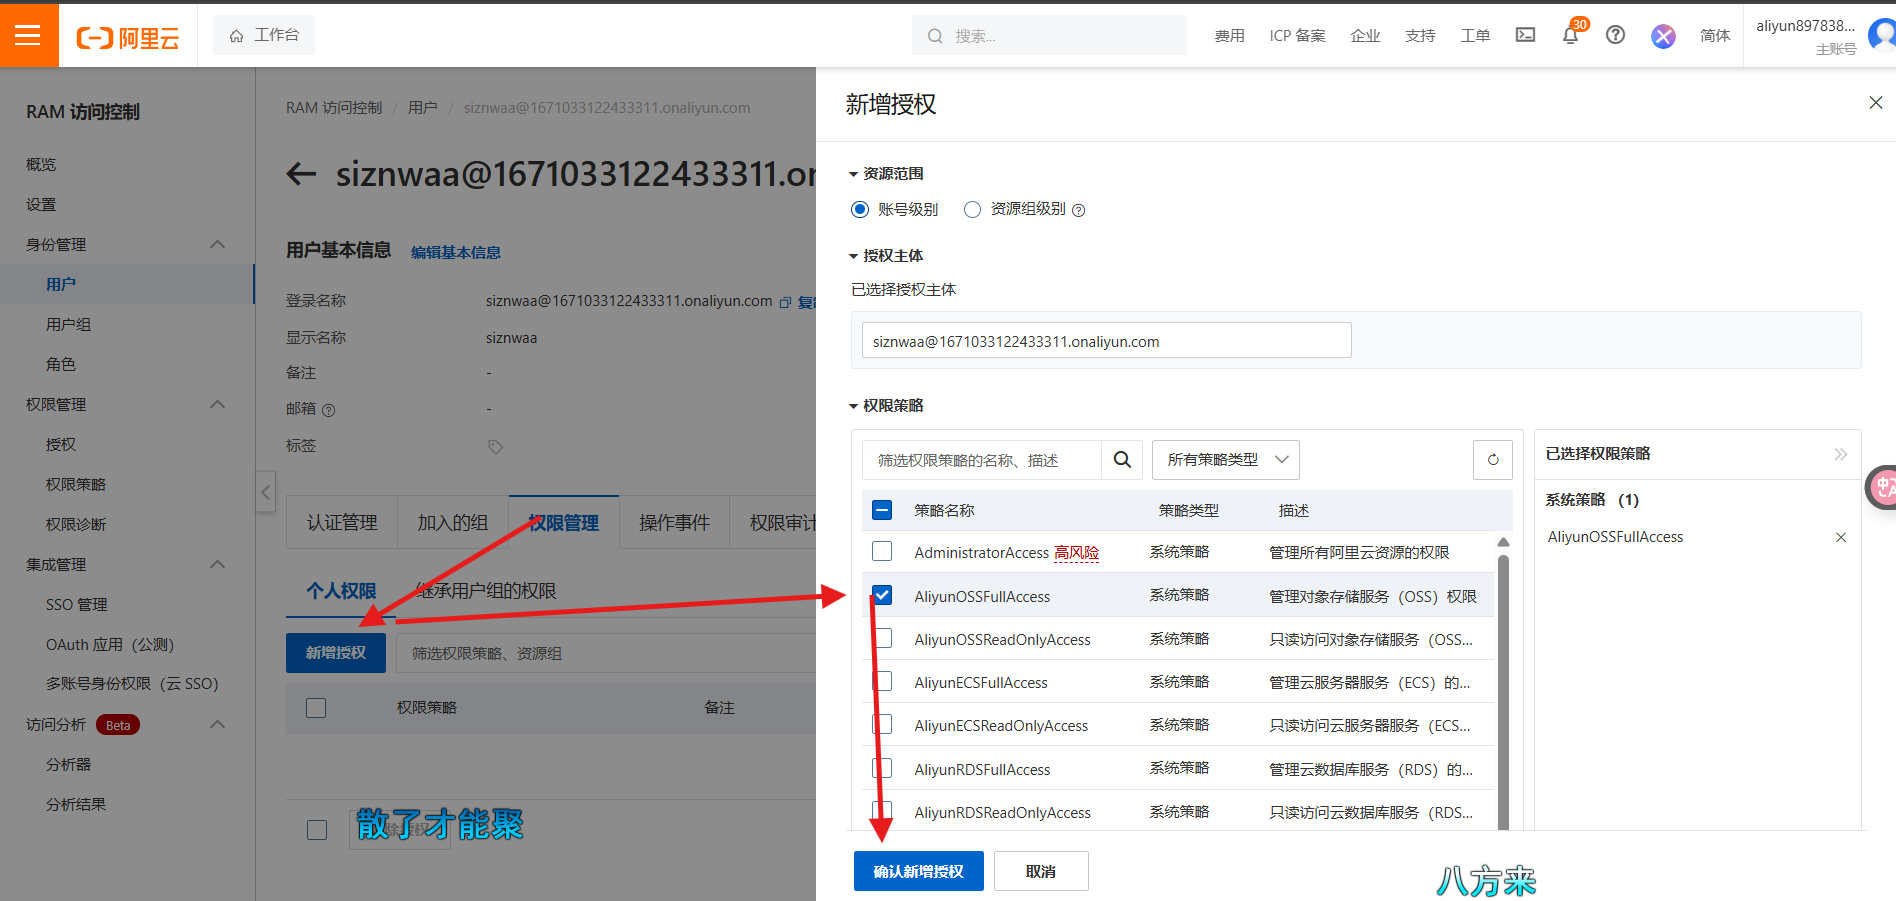 阿里云
工作台
搜索...
费用
ICP 备案
企业
支持
工单
30
简体
aliyun897838...
主账号
RAM 访问控制
概览
设置
身份管理
用户
用户组
角色
权限管理
授权
权限策略
权限诊断
集成管理
SSO 管理
OAuth 应用（公测）
多账号身份权限（云 SSO）
访问分析 Beta
分析器
分析结果
RAM 访问控制 / 用户 / siznwaa@1671033122433311.onaliyun.com
siznwaa@1671033122433311.on
用户基本信息 编辑基本信息
登录名称 siznwaa@1671033122433311.onaliyun.com 复制
显示名称 siznwaa
备注 -
邮箱 -
标签
认证管理 加入的组 权限管理 操作事件 权限审计
个人权限 继承用户组的权限
新增授权 筛选权限策略、资源组
权限策略 备注
散了才能聚
新增授权
资源范围
账号级别 资源组级别
授权主体
已选择授权主体
siznwaa@1671033122433311.onaliyun.com
权限策略
筛选权限策略的名称、描述 所有策略类型
策略名称 策略类型 描述
AdministratorAccess 高风险 系统策略 管理所有阿里云资源的权限
AliyunOSSFullAccess 系统策略 管理对象存储服务（OSS）权限
AliyunOSSReadOnlyAccess 系统策略 只读访问对象存储服务（OSS...
AliyunECSFullAccess 系统策略 管理云服务器服务（ECS）的...
AliyunECSReadOnlyAccess 系统策略 只读访问云服务器服务（ECS...
AliyunRDSFullAccess 系统策略 管理云数据库服务（RDS）的...
AliyunRDSReadOnlyAccess 系统策略 只读访问云数据库服务（RDS...
已选择权限策略
系统策略 （1）
AliyunOSSFullAccess
确认新增授权 取消
八方来